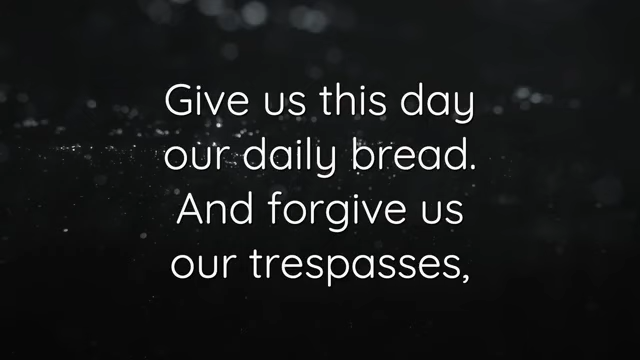 Give us this day
our daily bread.
And forgive us
our trespasses,